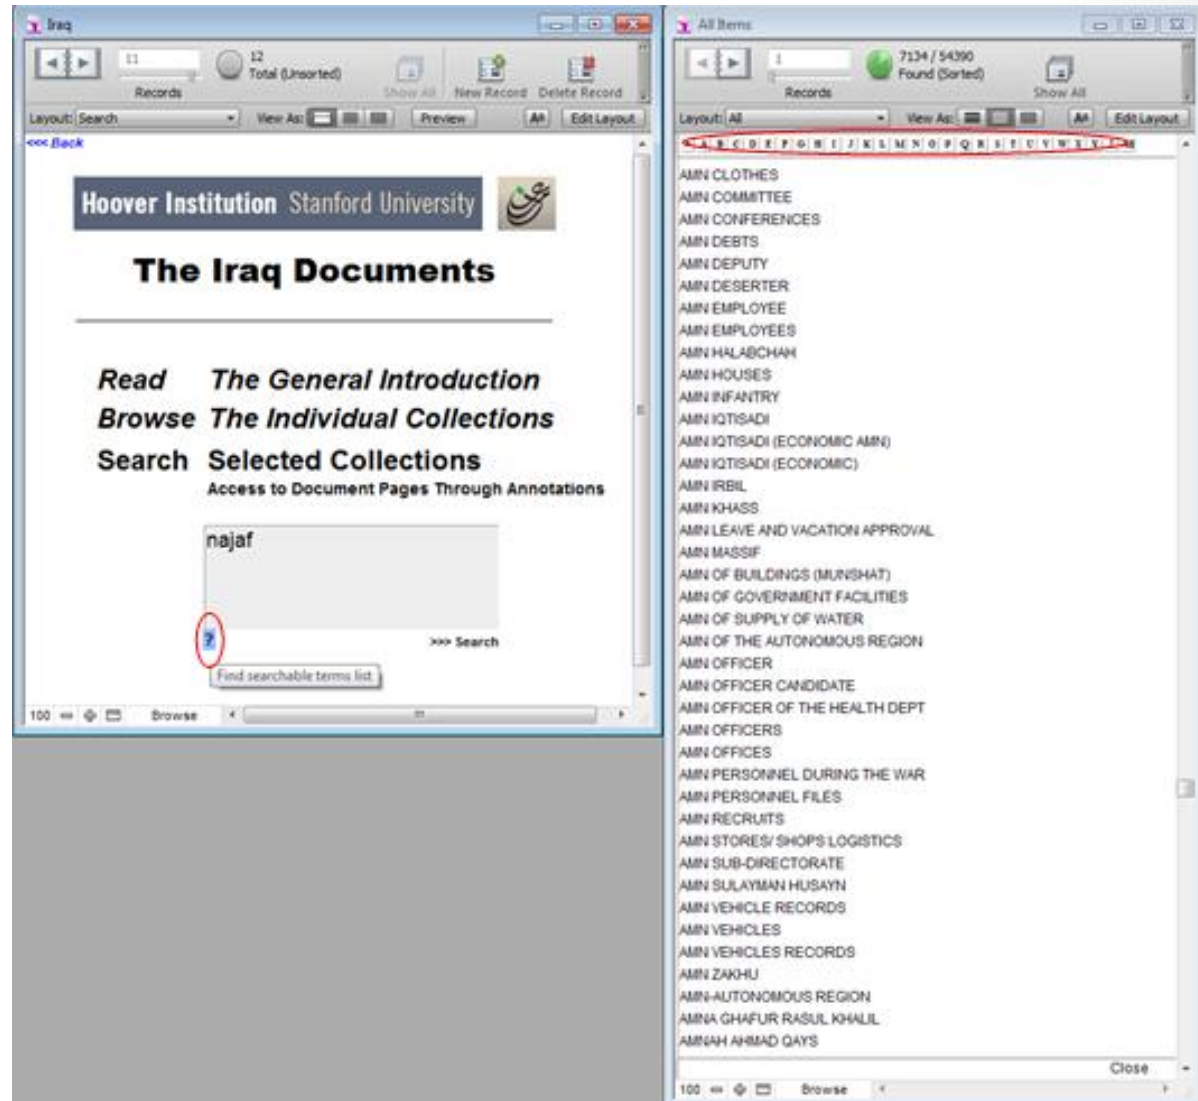 Iraq
11
12
Total (Unsorted)
Records
Show All
New Record
Delete Record
Layout: Search
View As:
Preview
Aa
Edit Layout
<<< Back
Hoover Institution Stanford University
The Iraq Documents
Read The General Introduction
Browse The Individual Collections
Search Selected Collections
Access to Document Pages Through Annotations
najaf
?
>>> Search
Find searchable terms list.
100
Browse
All Items
1
7134 / 54390
Found (Sorted)
Records
Show All
Layout: All
View As:
Aa
Edit Layout
A B C D E F G H I J K L M N O P Q R S T U V W X Y
AMN CLOTHES
AMN COMMITTEE
AMN CONFERENCES
AMN DEBTS
AMN DEPUTY
AMN DESERTER
AMN EMPLOYEE
AMN EMPLOYEES
AMN HALABCHAH
AMN HOUSES
AMN INFANTRY
AMN IQTISADI
AMN IQTISADI (ECONOMIC AMN)
AMN IQTISADI (ECONOMIC)
AMN IRBIL
AMN KHASS
AMN LEAVE AND VACATION APPROVAL
AMN MASSIF
AMN OF BUILDINGS (MUNSHAT)
AMN OF GOVERNMENT FACILITIES
AMN OF SUPPLY OF WATER
AMN OF THE AUTONOMOUS REGION
AMN OFFICER
AMN OFFICER CANDIDATE
AMN OFFICER OF THE HEALTH DEPT
AMN OFFICERS
AMN OFFICES
AMN PERSONNEL DURING THE WAR
AMN PERSONNEL FILES
AMN RECRUITS
AMN STORES/ SHOPS LOGISTICS
AMN SUB-DIRECTORATE
AMN SULAYMAN HUSAYN
AMN VEHICLE RECORDS
AMN VEHICLES
AMN VEHICLES RECORDS
AMN ZAKHU
AMN-AUTONOMOUS REGION
AMNA GHAFUR RASUL KHALIL
AMNAH AHMAD QAYS
Close
100
Browse